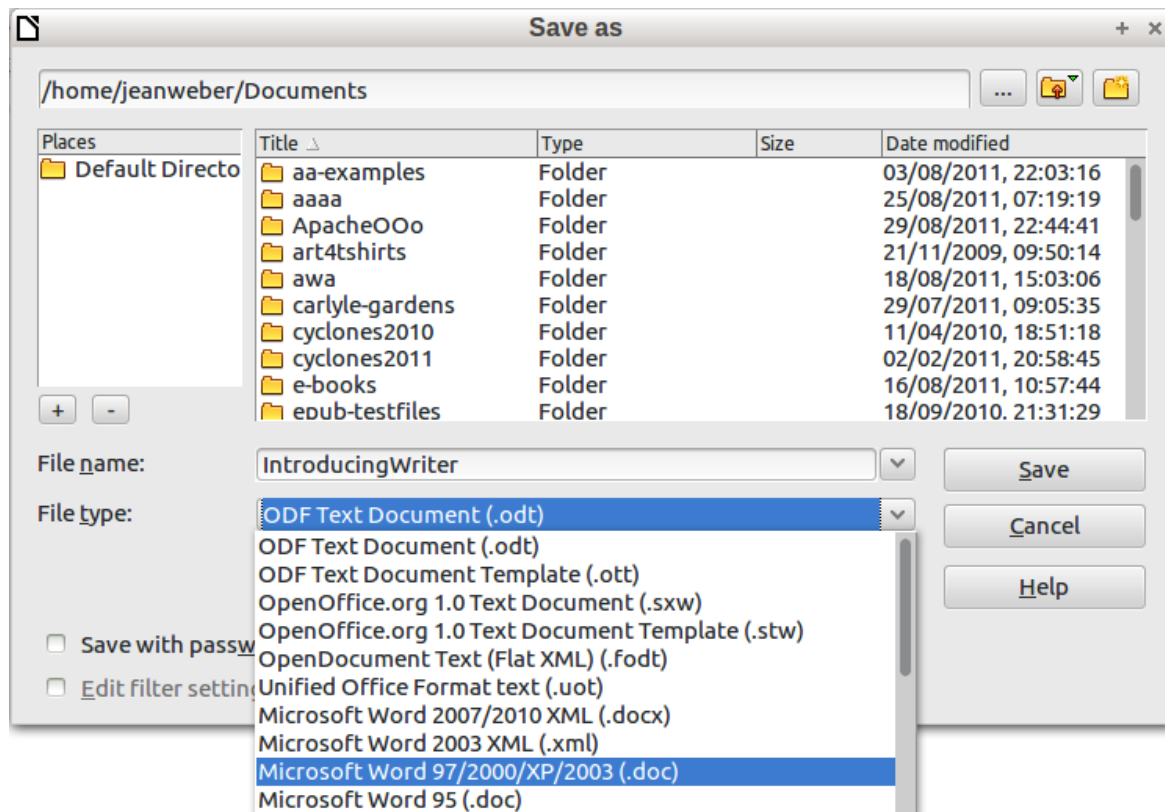 Save as
/home/jeanweber/Documents
...
Places Title Type Size Date modified
Default Directo aa-examples Folder 03/08/2011, 22:03:16
aaaa Folder 25/08/2011, 07:19:19
ApacheOOo Folder 29/08/2011, 22:44:41
art4tshirts Folder 21/11/2009, 09:50:14
awa Folder 18/08/2011, 15:03:06
carlyle-gardens Folder 29/07/2011, 09:05:35
cyclones2010 Folder 11/04/2010, 18:51:18
cyclones2011 Folder 02/02/2011, 20:58:45
e-books Folder 16/08/2011, 10:57:44
epub-testfiles Folder 18/09/2010, 21:31:29
+ -
File name: IntroducingWriter Save
File type: ODF Text Document (.odt) Cancel
ODF Text Document (.odt)
ODF Text Document Template (.ott)
Help
OpenOffice.org 1.0 Text Document (.sxw)
OpenOffice.org 1.0 Text Document Template (.stw)
Save with passw
OpenDocument Text (Flat XML) (.fodt)
Edit filter setting
Unified Office Format text (.uot)
Microsoft Word 2007/2010 XML (.docx)
Microsoft Word 2003 XML (.xml)
Microsoft Word 97/2000/XP/2003 (.doc)
Microsoft Word 95 (.doc)